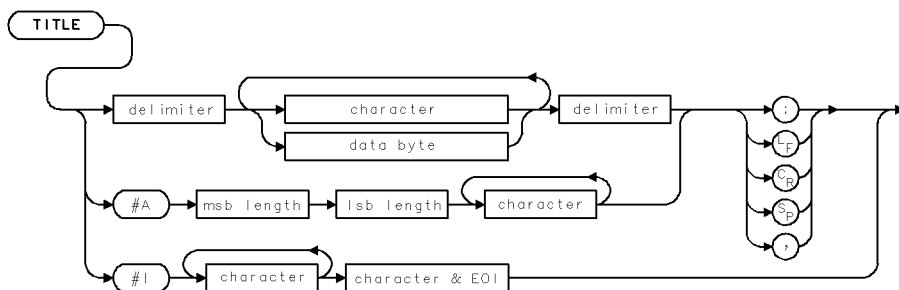 TITLE
delimiter
character
data byte
delimiter
;
LF
CR
SP
,
#A
msb length
lsb length
character
#I
character
character & EOI